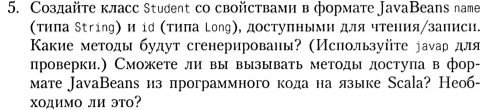 5. Создайте класс Student со свойствами в формате JavaBeans name
(типа String) и id (типа Long), доступными для чтения/записи.
Какие методы будут сгенерированы? (Используйте javap для
проверки.) Сможете ли вы вызывать методы доступа в фор-
мате JavaBeans из программного кода на языке Scala? Необ-
ходимо ли это?